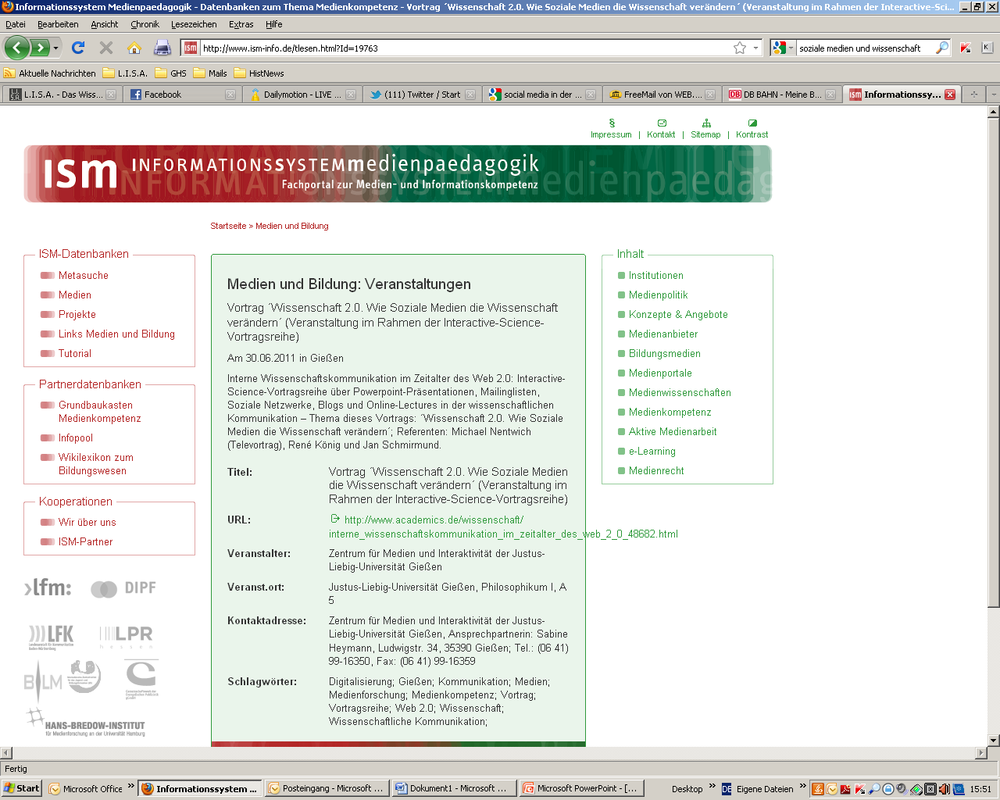 Informationssystem Medienpaedagogik - Datenbanken zum Thema Medienkompetenz - Vortrag ´Wissenschaft 2.0. Wie Soziale Medien die Wissenschaft verändern´ (Veranstaltung im Rahmen der Interactive-Sci...
Datei Bearbeiten Ansicht Chronik Lesezeichen Extras Hilfe
http://www.ism-info.de/tlesen.html?Id=19763 soziale medien und wissenschaft
Aktuelle Nachrichten L.I.S.A. GHS Mails HistNews
L.I.S.A. - Das Wiss... Facebook Dailymotion - LIVE ... (111) Twitter / Start social media in der ... FreeMail von WEB.... DB BAHN - Meine B... Informationssy...
Impressum | Kontakt | Sitemap | Kontrast
ism INFORMATIONSSYSTEMmedienpaedagogik
Fachportal zur Medien- und Informationskompetenz
Startseite > Medien und Bildung
ISM-Datenbanken
Metasuche
Medien
Projekte
Links Medien und Bildung
Tutorial
Partnerdatenbanken
Grundbaukasten
Medienkompetenz
Infopool
Wikilexikon zum
Bildungswesen
Kooperationen
Wir über uns
ISM-Partner
lfm:
DIPF
LFK
LPR
hessen
BLM
HANS-BREDOW-INSTITUT
für Medienforschung an der Universität Hamburg
Medien und Bildung: Veranstaltungen
Vortrag ´Wissenschaft 2.0. Wie Soziale Medien die Wissenschaft
verändern´ (Veranstaltung im Rahmen der Interactive-Science-
Vortragsreihe)
Am 30.06.2011 in Gießen
Interne Wissenschaftskommunikation im Zeitalter des Web 2.0: Interactive-
Science-Vortragsreihe über Powerpoint-Präsentationen, Mailinglisten,
Soziale Netzwerke, Blogs und Online-Lectures in der wissenschaftlichen
Kommunikation – Thema dieses Vortrags: ´Wissenschaft 2.0. Wie Soziale
Medien die Wissenschaft verändern´; Referenten: Michael Nentwich
(Televortrag), René König und Jan Schmirmund.
Titel: Vortrag ´Wissenschaft 2.0. Wie Soziale Medien
die Wissenschaft verändern´ (Veranstaltung im
Rahmen der Interactive-Science-Vortragsreihe)
URL: http://www.academics.de/wissenschaft/
interne_wissenschaftskommunikation_im_zeitalter_des_web_2_0_48682.html
Veranstalter: Zentrum für Medien und Interaktivität der Justus-
Liebig-Universität Gießen
Veranst.ort: Justus-Liebig-Universität Gießen, Philosophikum I, A
5
Kontaktadresse: Zentrum für Medien und Interaktivität der Justus-
Liebig-Universität Gießen, Ansprechpartnerin: Sabine
Heymann, Ludwigstr. 34, 35390 Gießen; Tel.: (06 41)
99-16350, Fax: (06 41) 99-16359
Schlagwörter: Digitalisierung; Gießen; Kommunikation; Medien;
Medienforschung; Medienkompetenz; Vortrag;
Vortragsreihe; Web 2.0; Wissenschaft;
Wissenschaftliche Kommunikation;
Inhalt
Institutionen
Medienpolitik
Konzepte & Angebote
Medienanbieter
Bildungsmedien
Medienportale
Medienwissenschaften
Medienkompetenz
Aktive Medienarbeit
e-Learning
Medienrecht
Fertig
Start Microsoft Office » Informationssystem ... Posteingang - Microsoft ... Dokument1 - Microsoft ... Microsoft PowerPoint - [... Desktop » DE Eigene Dateien » 15:51